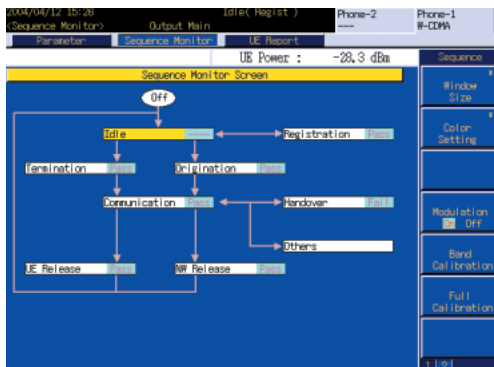 2004/04/12 15:26 Idle( Regist ) Phone-2 Phone-1
<Sequence Monitor> Output Main ---- W-CDMA
Parameter Sequence Monitor UE Report
UE Power : -28.3 dBm Sequence
Sequence Monitor Screen
Off
Idle ---- Registration Pass
Termination Pass Origination Pass
Communication Pass Handover Fail
Others
UE Release Pass NW Release Pass
*
Window
Size
*
Color
Setting
Modulation
On Off
Band
Calibration
Full
Calibration
1 2